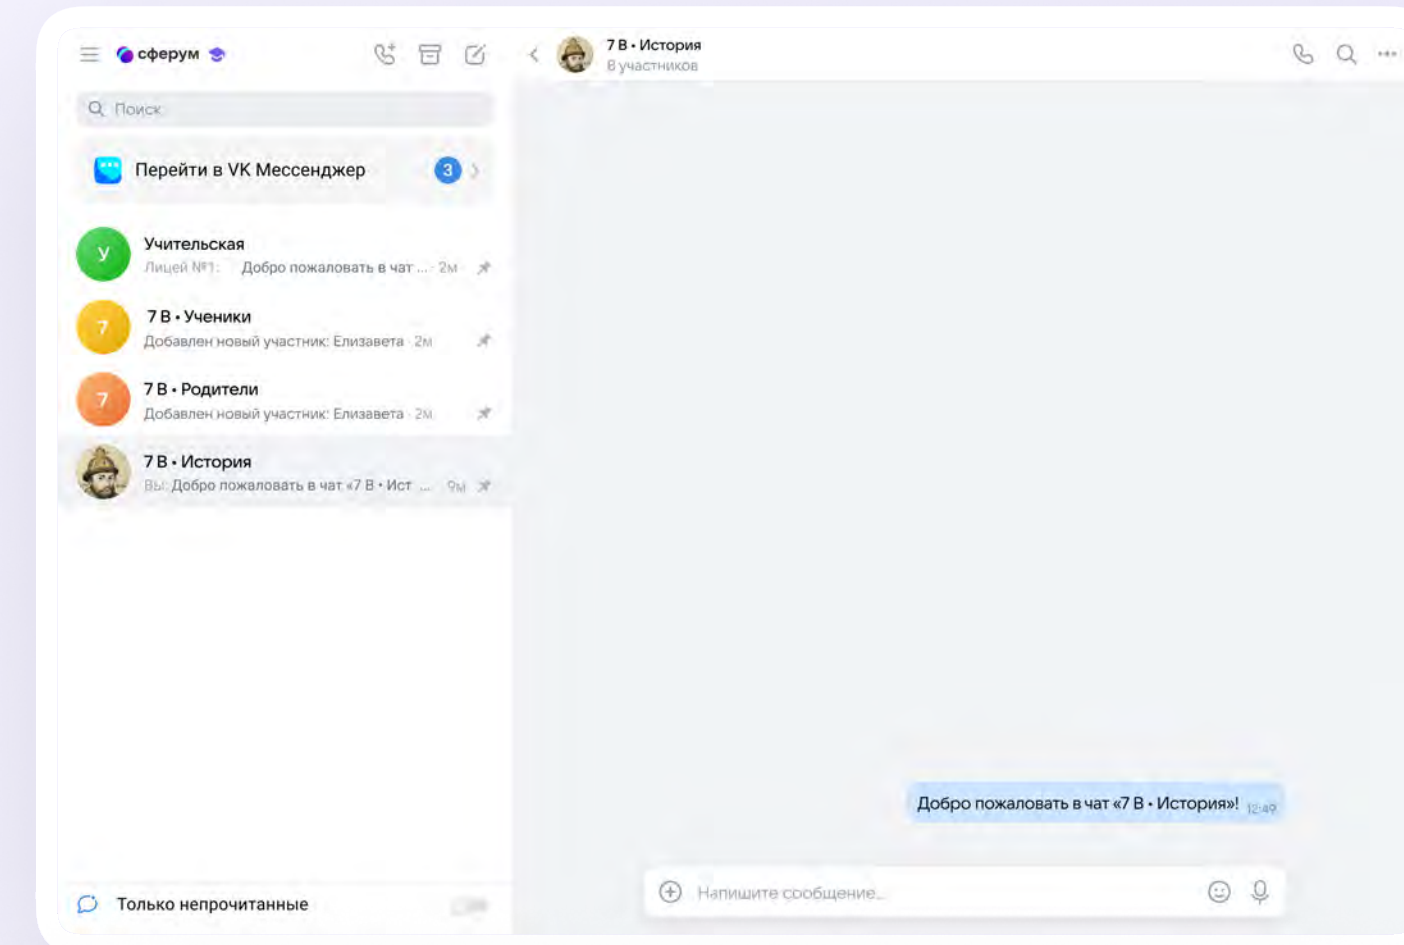 сферум
Поиск
Перейти в VK Мессенджер 3
У
Учительская
Лицей №1: Добро пожаловать в чат ... · 2м
7
7 В • Ученики
Добавлен новый участник: Елизавета · 2м
7
7 В • Родители
Добавлен новый участник: Елизавета · 2м
7 В • История
Вы: Добро пожаловать в чат «7 В • Ист ... 9м
Только непрочитанные
7 В • История
8 участников
Добро пожаловать в чат «7 В • История»! 12:49
Напишите сообщение...